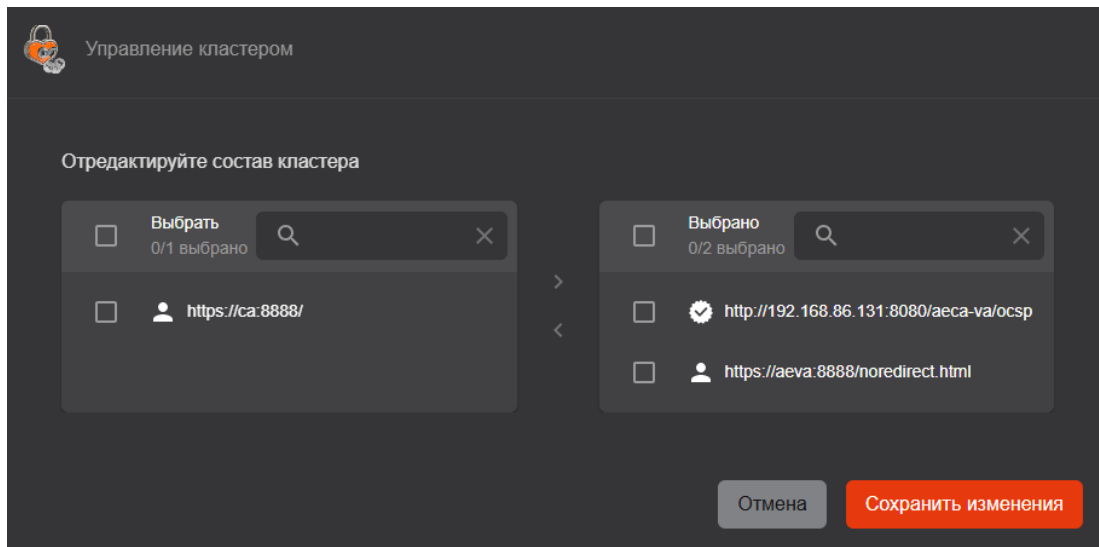 Управление кластером
Отредактируйте состав кластера
Выбрать
0/1 выбрано
https://ca:8888/
Выбрано
0/2 выбрано
http://192.168.86.131:8080/aeca-va/ocsp
https://aeva:8888/noredirect.html
Отмена
Сохранить изменения